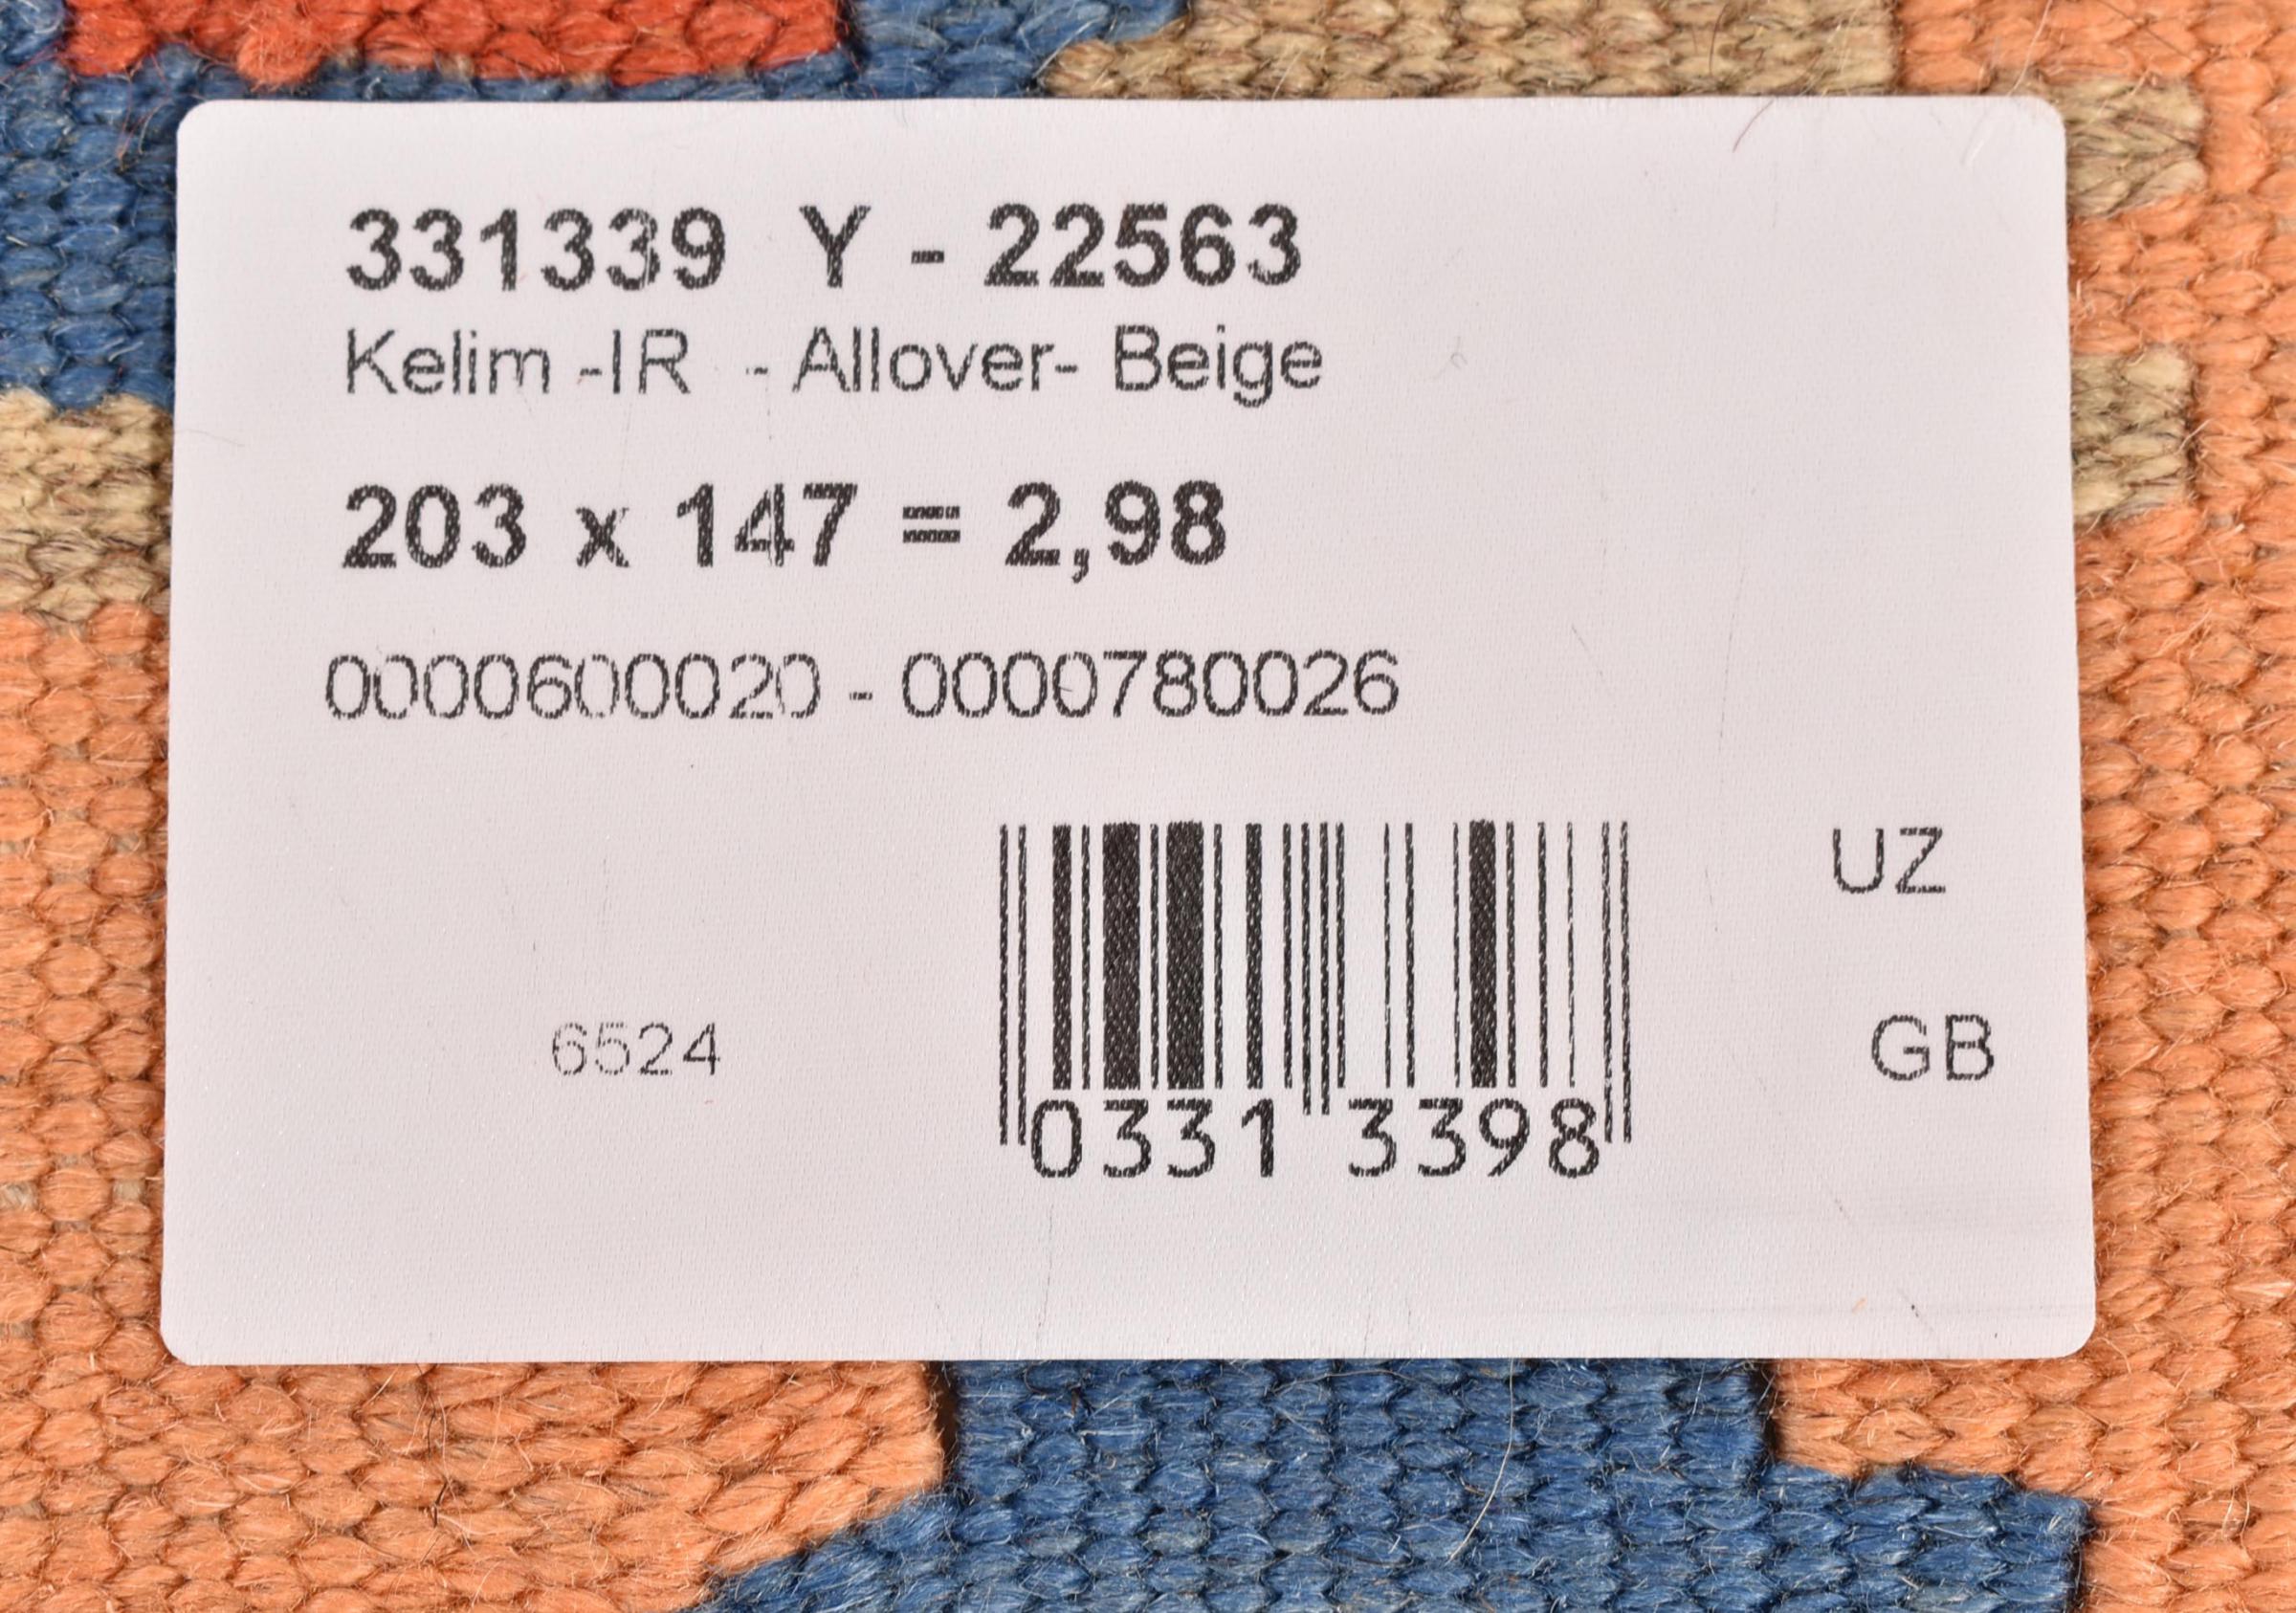 331339 Y - 22563
Kelim -IR - Allover- Beige
203 x 147 = 2,98
0000600020 - 0000780026
UZ
6524
GB
0331 3398